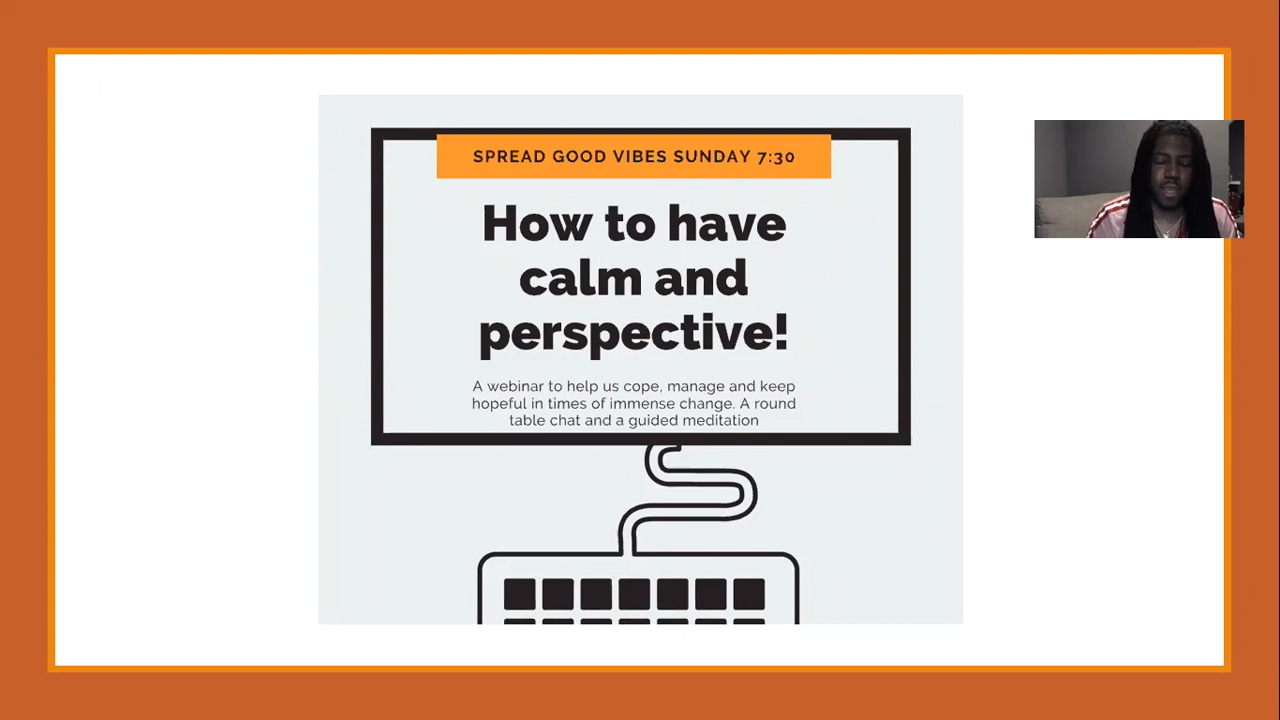 SPREAD GOOD VIBES SUNDAY 7:30
How to have
calm and
perspective!
A webinar to help us cope, manage and keep
hopeful in times of immense change. A round
table chat and a guided meditation